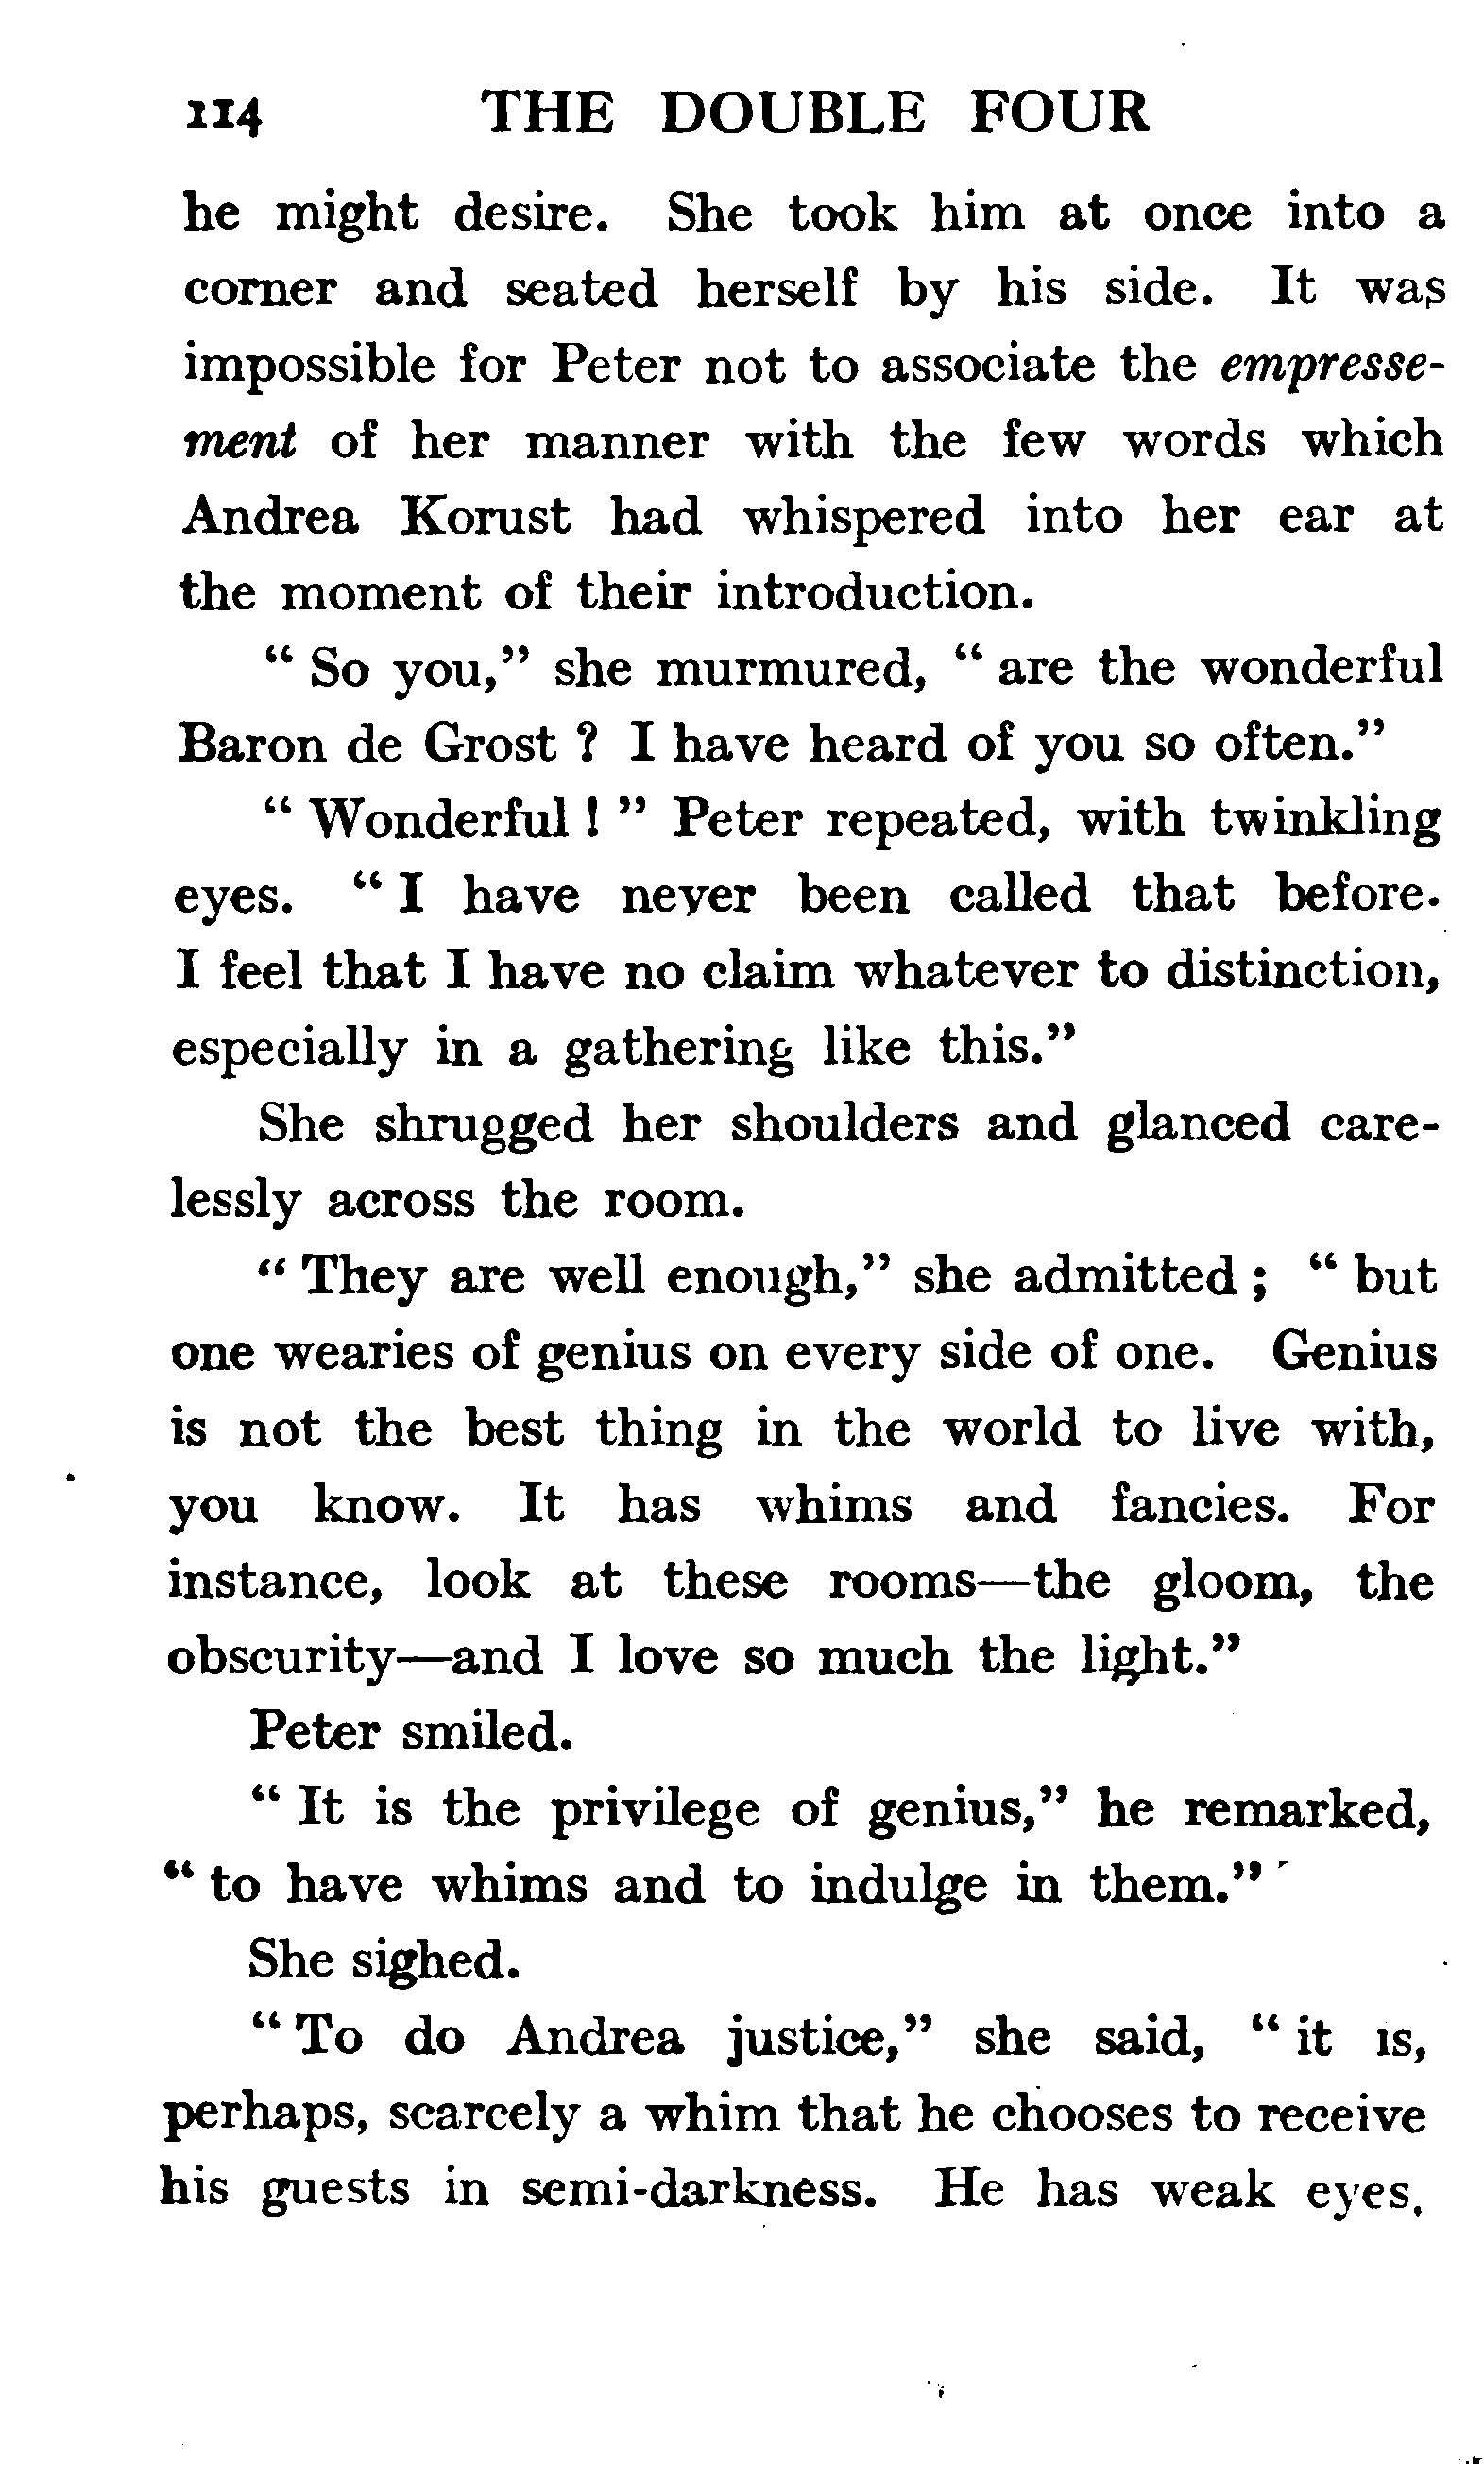 114 THE DOUBLE FOUR
he might desire. She took him at once into a
corner and seated herself by his side. It was
impossible for Peter not to associate the empresse-
ment of her manner with the few words which
Andrea Korust had whispered into her ear at
the moment of their introduction.
“ So you,” she murmured, “ are the wonderful
Baron de Grost ? I have heard of you so often.”
“ Wonderful ! ” Peter repeated, with twinkling
eyes. “ I have never been called that before.
I feel that I have no claim whatever to distinction,
especially in a gathering like this.”
She shrugged her shoulders and glanced care-
lessly across the room.
“ They are well enough,” she admitted ; “ but
one wearies of genius on every side of one. Genius
is not the best thing in the world to live with,
you know. It has whims and fancies. For
instance, look at these rooms—the gloom, the
obscurity—and I love so much the light.”
Peter smiled.
“ It is the privilege of genius,” he remarked,
“ to have whims and to indulge in them.”
She sighed.
“ To do Andrea justice,” she said, “ it is,
perhaps, scarcely a whim that he chooses to receive
his guests in semi-darkness. He has weak eyes.